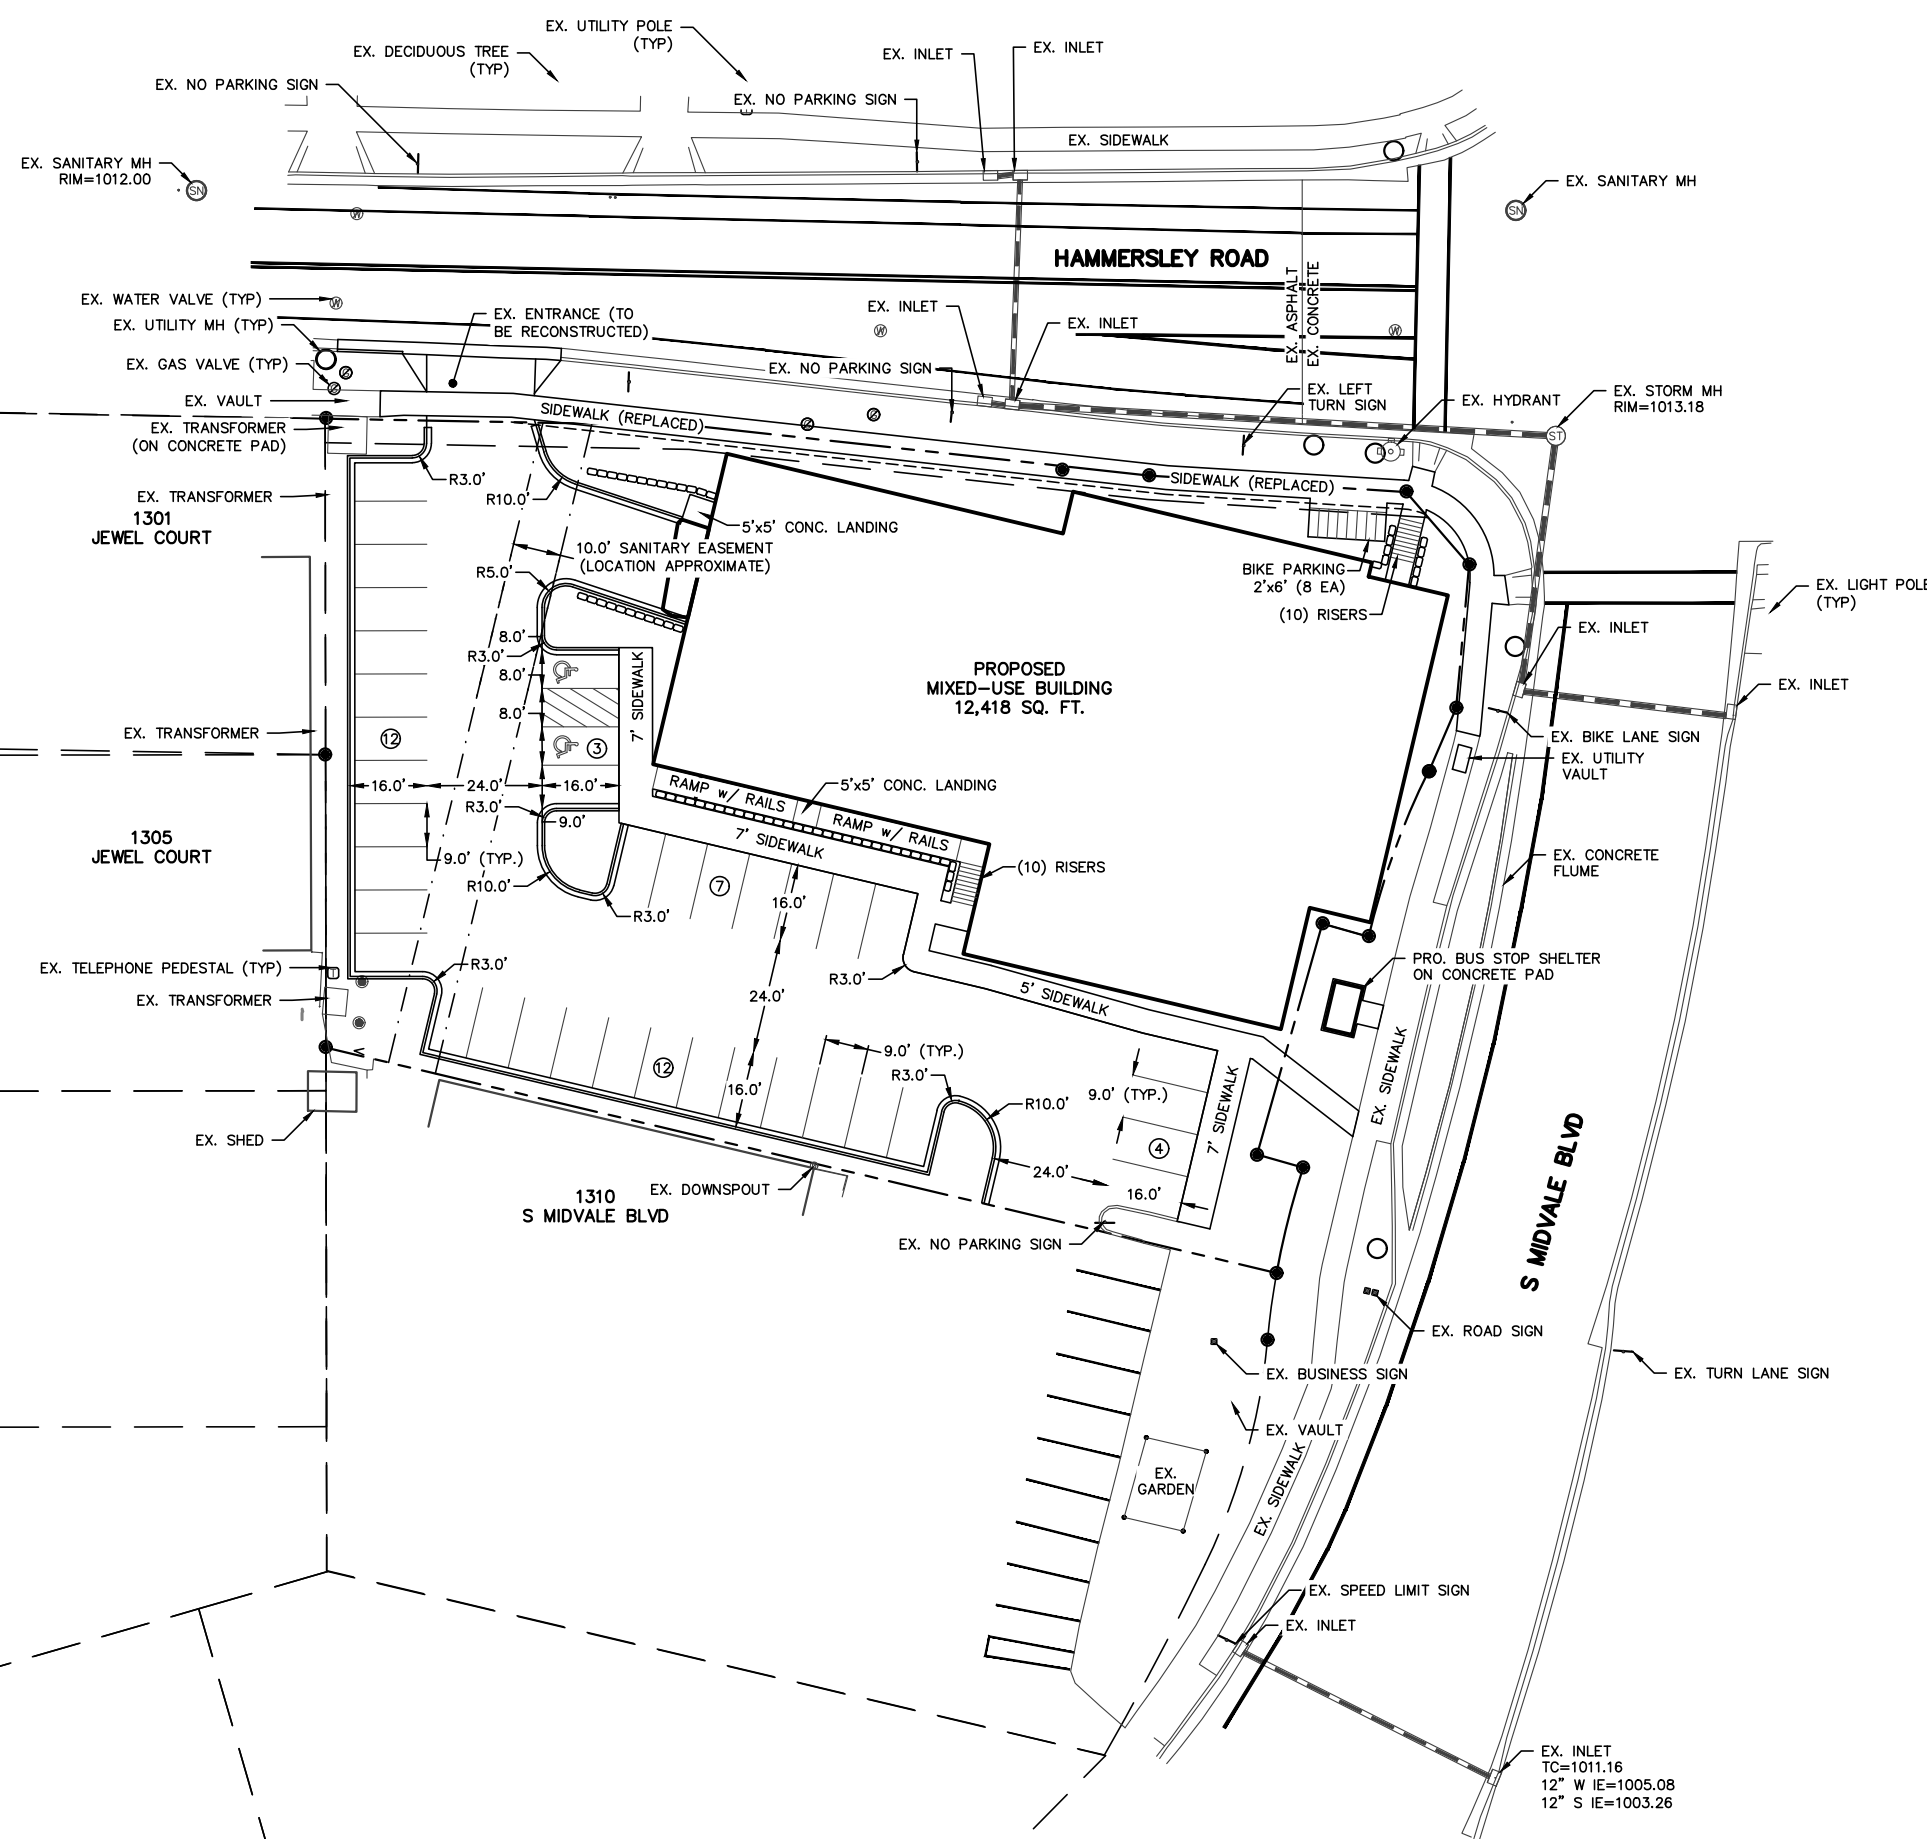 EX. UTILITY POLE
(TYP)
EX. DECIDUOUS TREE
(TYP)
EX. INLET
EX. INLET
EX. NO PARKING SIGN
EX. NO PARKING SIGN
EX. SIDEWALK
EX. SANITARY MH
RIM=1012.00
SN
EX. SANITARY MH
SN
W
HAMMERSLEY ROAD
EX. ASPHALT
EX. CONCRETE
EX. WATER VALVE (TYP)
W
EX. ENTRANCE (TO
BE RECONSTRUCTED)
EX. INLET
EX. INLET
W
W
EX. UTILITY MH (TYP)
EX. GAS VALVE (TYP)
EX. NO PARKING SIGN
EX. LEFT
TURN SIGN
EX. HYDRANT
EX. STORM MH
RIM=1013.18
ST
EX. VAULT
SIDEWALK (REPLACED)
EX. TRANSFORMER
(ON CONCRETE PAD)
R3.0'
R10.0'
SIDEWALK (REPLACED)
EX. TRANSFORMER
1301
JEWEL COURT
5'x5' CONC. LANDING
10.0' SANITARY EASEMENT
(LOCATION APPROXIMATE)
R5.0'
BIKE PARKING
2'x6' (8 EA)
(10) RISERS
EX. LIGHT POLE
(TYP)
EX. INLET
8.0'
R3.0'
8.0'
8.0'
7' SIDEWALK
PROPOSED
MIXED-USE BUILDING
12,418 SQ. FT.
EX. INLET
EX. TRANSFORMER
12
3
EX. BIKE LANE SIGN
EX. UTILITY
VAULT
16.0'
24.0'
16.0'
RAMP w/ RAILS
5'x5' CONC. LANDING
RAMP w/ RAILS
R3.0'
9.0'
7' SIDEWALK
1305
JEWEL COURT
9.0' (TYP.)
(10) RISERS
EX. CONCRETE
FLUME
R10.0'
7
16.0'
R3.0'
EX. TELEPHONE PEDESTAL (TYP)
T
R3.0'
R3.0'
PRO. BUS STOP SHELTER
ON CONCRETE PAD
EX. TRANSFORMER
24.0'
5' SIDEWALK
V
9.0' (TYP.)
12
16.0'
R3.0'
R10.0'
9.0' (TYP.)
7' SIDEWALK
EX. SIDEWALK
EX. SHED
4
24.0'
16.0'
1310
S MIDVALE BLVD
EX. DOWNSPOUT
S MIDVALE BLVD
EX. NO PARKING SIGN
EX. ROAD SIGN
EX. BUSINESS SIGN
EX. TURN LANE SIGN
EX. VAULT
EX.
GARDEN
EX. SIDEWALK
EX. SPEED LIMIT SIGN
EX. INLET
EX. INLET
TC=1011.16
12" W IE=1005.08
12" S IE=1003.26